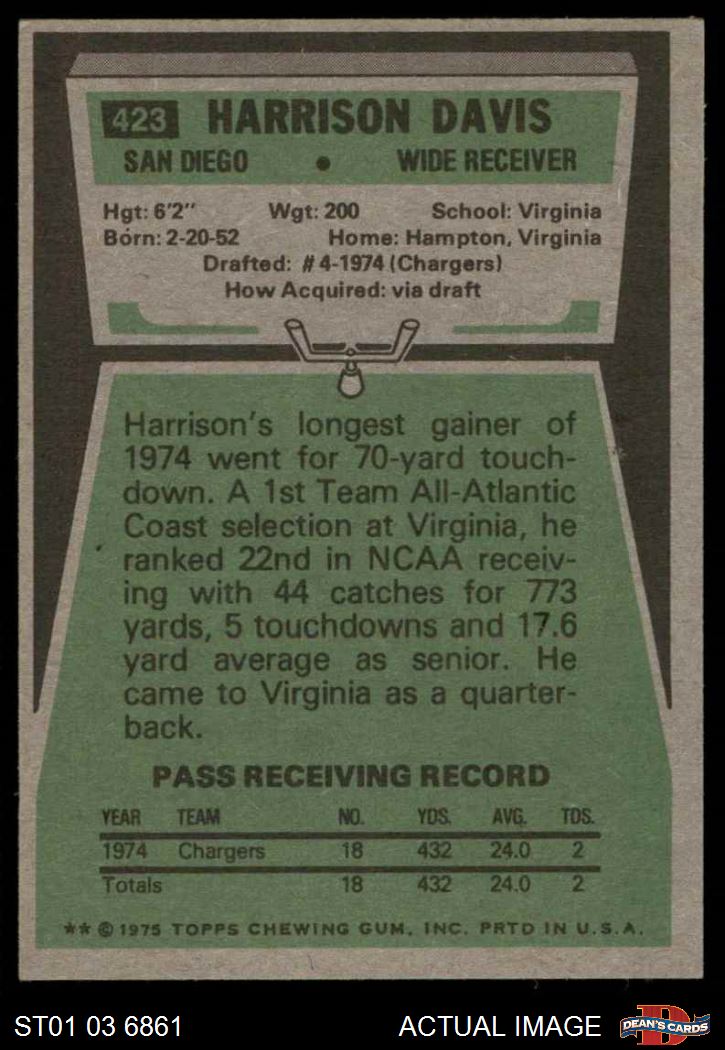 423 HARRISON DAVIS
SAN DIEGO • WIDE RECEIVER
Hgt: 6'2" Wgt: 200 School: Virginia
Born: 2-20-52 Home: Hampton, Virginia
Drafted: #4-1974 (Chargers)
How Acquired: via draft
Harrison's longest gainer of
1974 went for 70-yard touch-
down. A 1st Team All-Atlantic
Coast selection at Virginia, he
ranked 22nd in NCAA receiv-
ing with 44 catches for 773
yards, 5 touchdowns and 17.6
yard average as senior. He
came to Virginia as a quarter-
back.
PASS RECEIVING RECORD
YEAR TEAM NO. YDS. AVG. TDS.
1974 Chargers 18 432 24.0 2
Totals 18 432 24.0 2
** © 1975 TOPPS CHEWING GUM, INC. PRTD IN U.S.A.
ST01 03 6861 ACTUAL IMAGE D DEAN'S CARDS